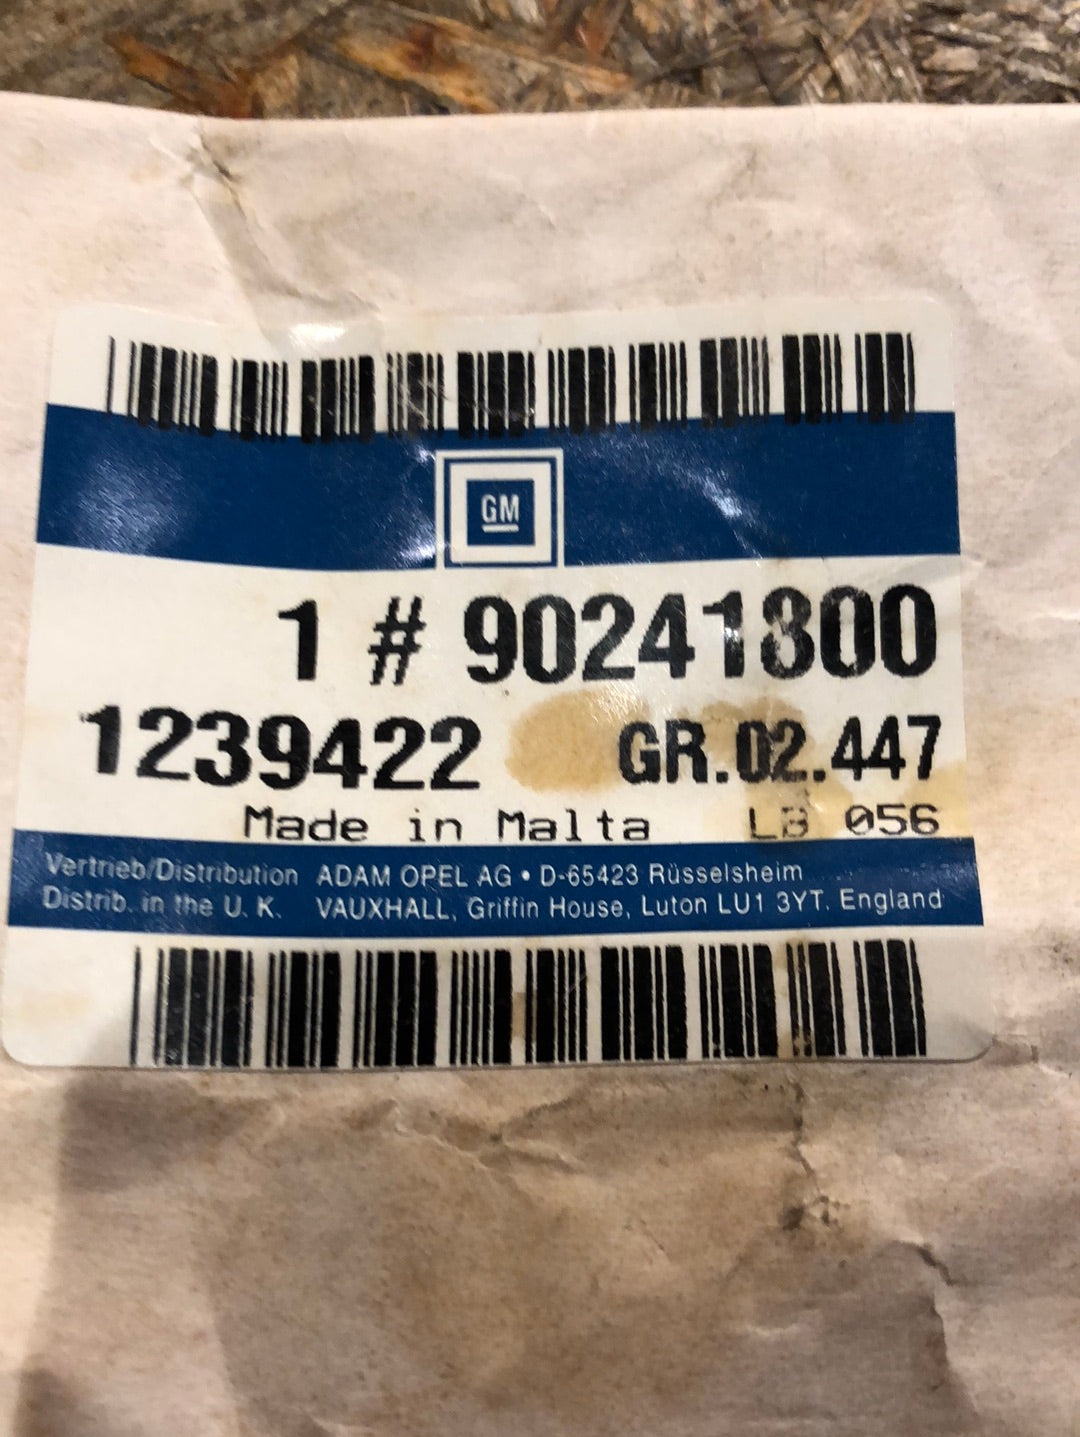 GM
1 # 90241800
1239422 GR.02.447
Made in Malta LB 056
Vertrieb/Distribution ADAM OPEL AG • D-65423 Rüsselsheim
Distrib. in the U. K. VAUXHALL, Griffin House, Luton LU1 3YT. England